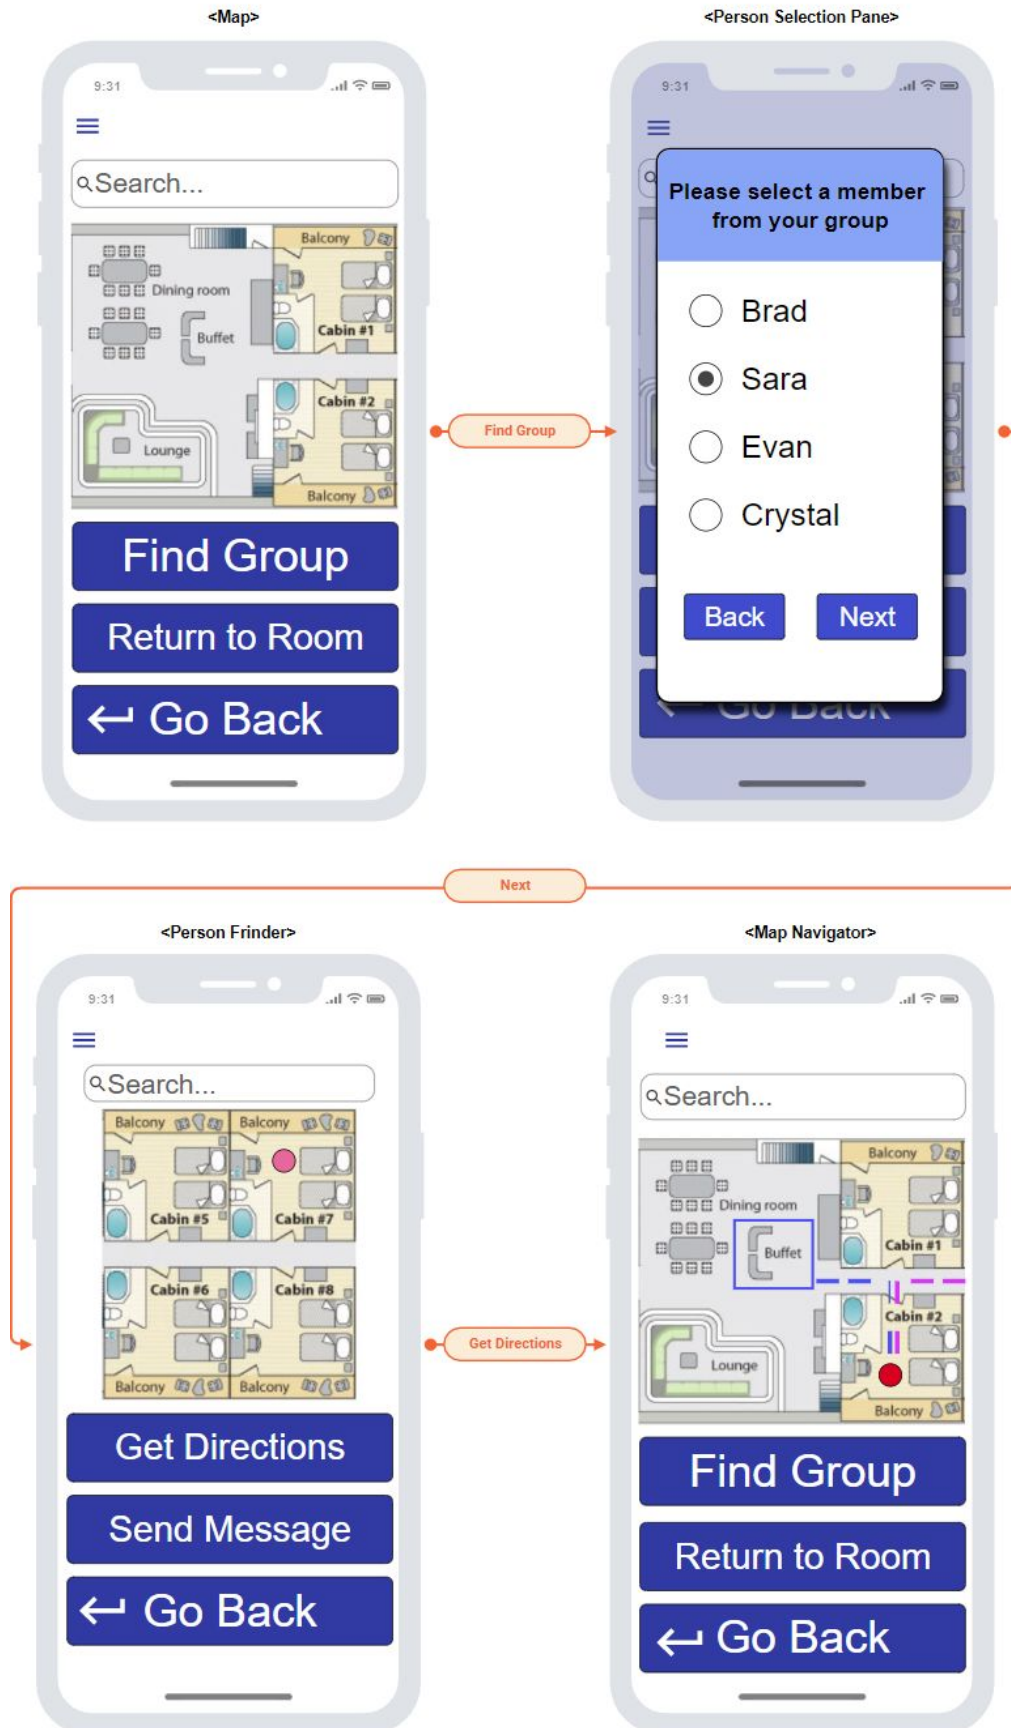 <Map>
9:31
Search...
Balcony
Dining room
Buffet
Cabin #1
Cabin #2
Lounge
Balcony
Find Group
Return to Room
Go Back
Find Group
<Person Selection Pane>
9:31
Please select a member
from your group
Brad
Sara
Evan
Crystal
Back
Next
Go Back
Next
<Person Frinder>
9:31
Search...
Balcony
Balcony
Cabin #5
Cabin #7
Cabin #6
Cabin #8
Balcony
Balcony
Get Directions
Send Message
Go Back
Get Directions
<Map Navigator>
9:31
Search...
Balcony
Dining room
Buffet
Cabin #1
Cabin #2
Lounge
Balcony
Find Group
Return to Room
Go Back